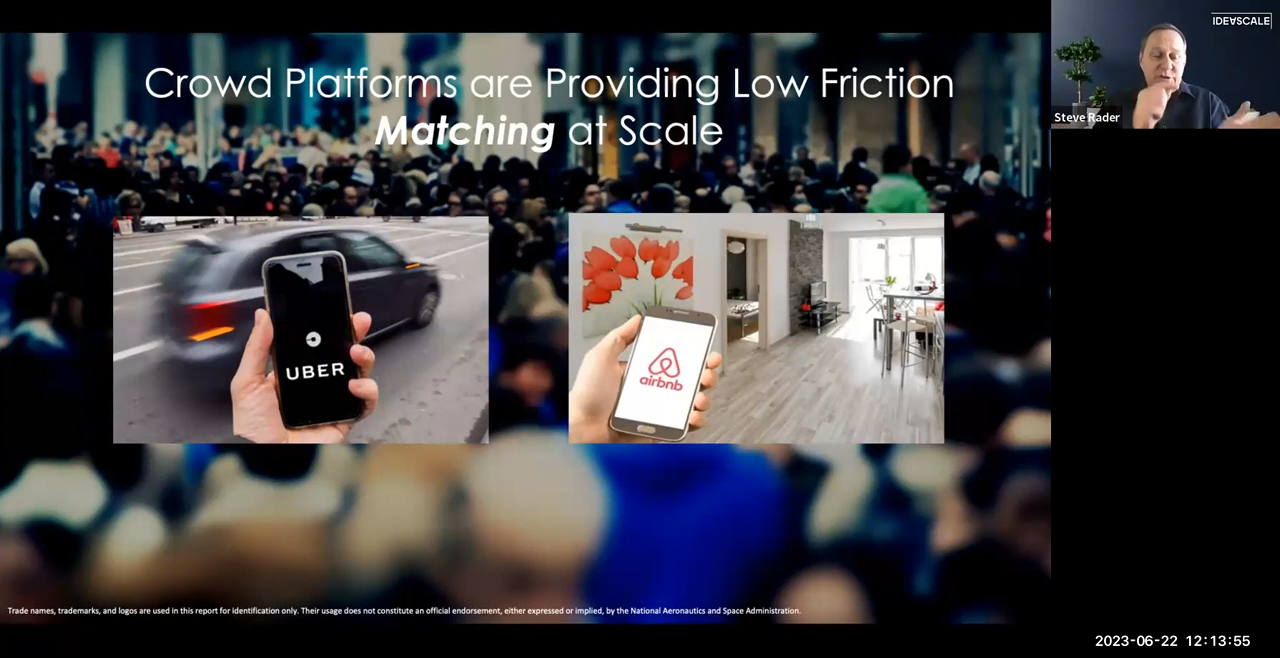 Crowd Platforms are Providing Low Friction
Matching at Scale
UBER
airbnb
Trade names, trademarks, and logos are used in this report for identification only. Their usage does not constitute an official endorsement, either expressed or implied, by the National Aeronautics and Space Administration.
IDEASCALE
Steve Rader
2023-06-22 12:13:55